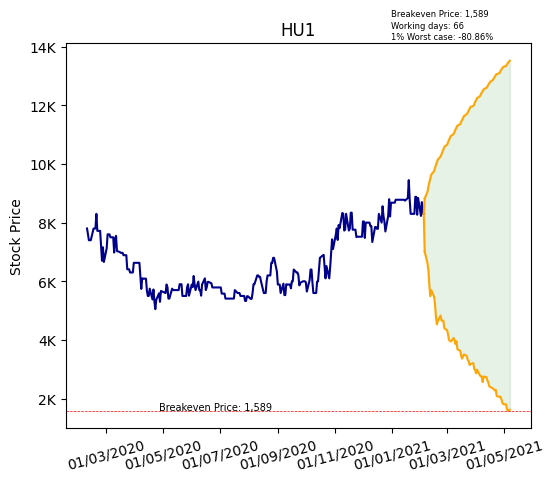 Breakeven Price: 1,589
Working days: 66
1% Worst case: -80.86%
HU1
14K
12K
10K
8K
6K
4K
2K
Stock Price
Breakeven Price: 1,589
01/03/2020 01/05/2020 01/07/2020 01/09/2020 01/11/2020 01/01/2021 01/03/2021 01/05/2021